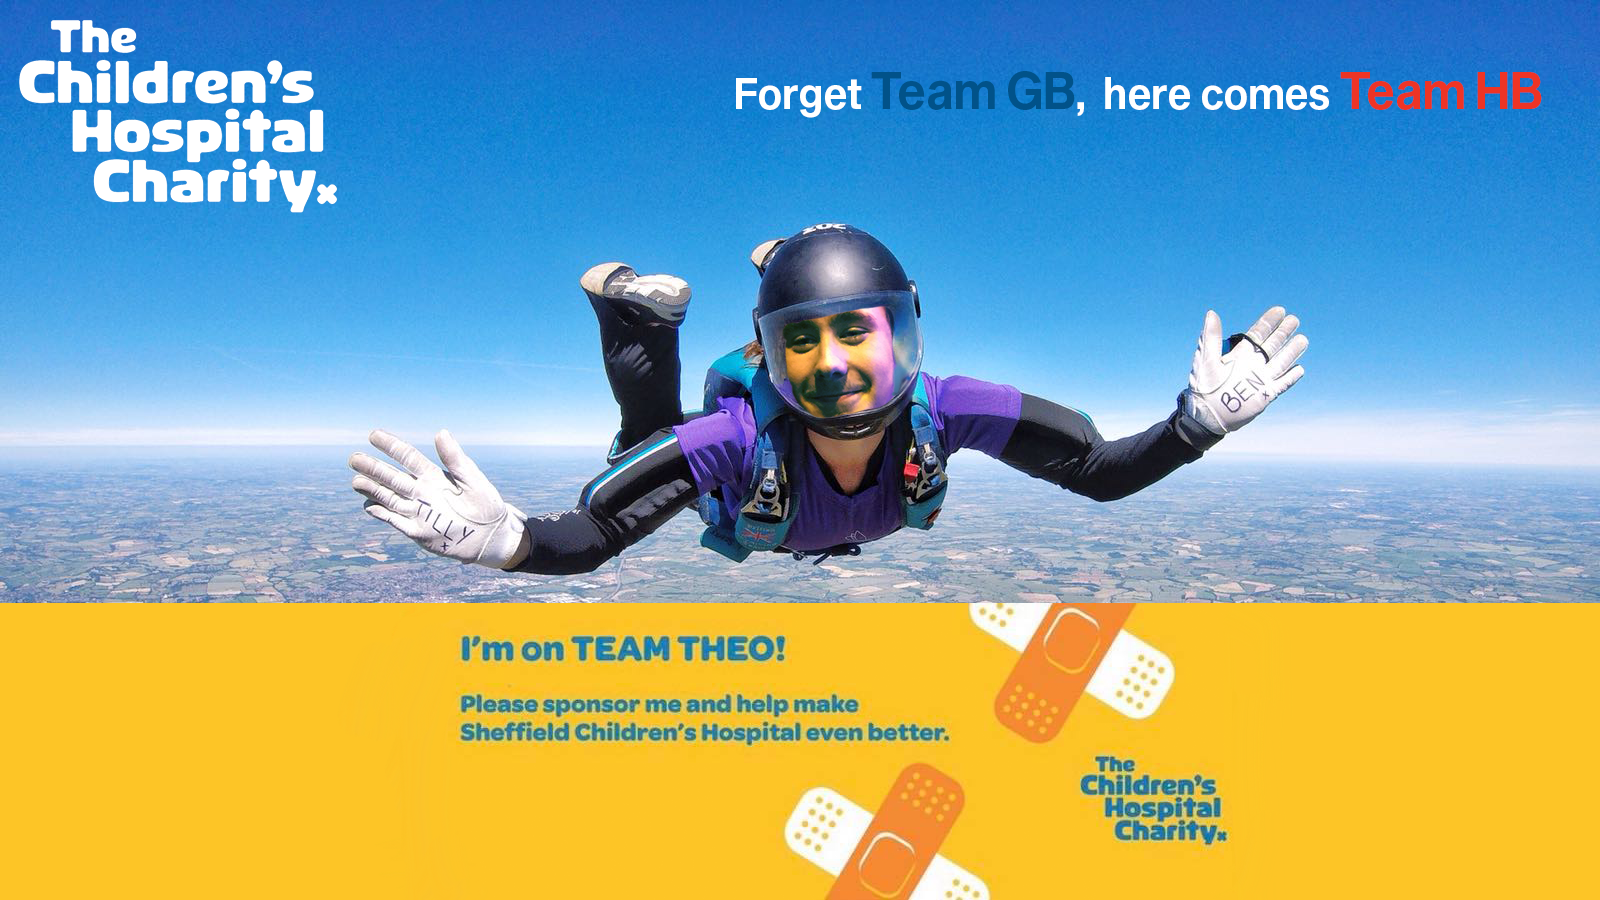 The
Children's
Hospital
Charity
Forget Team GB, here comes Team HB
TILLY
x
BEN
x
I'm on TEAM THEO!
Please sponsor me and help make
Sheffield Children's Hospital even better.
The
Children's
Hospital
Charity